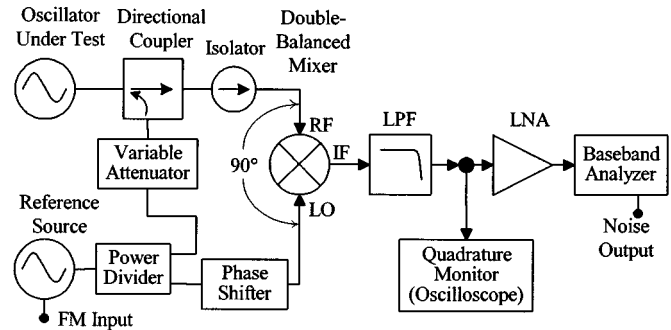 Oscillator
Under Test
Directional
Coupler
Isolator
Double-
Balanced
Mixer
RF
IF
LO
90°
LPF
LNA
Baseband
Analyzer
Noise
Output
Variable
Attenuator
Reference
Source
Power
Divider
Phase
Shifter
Quadrature
Monitor
(Oscilloscope)
FM Input